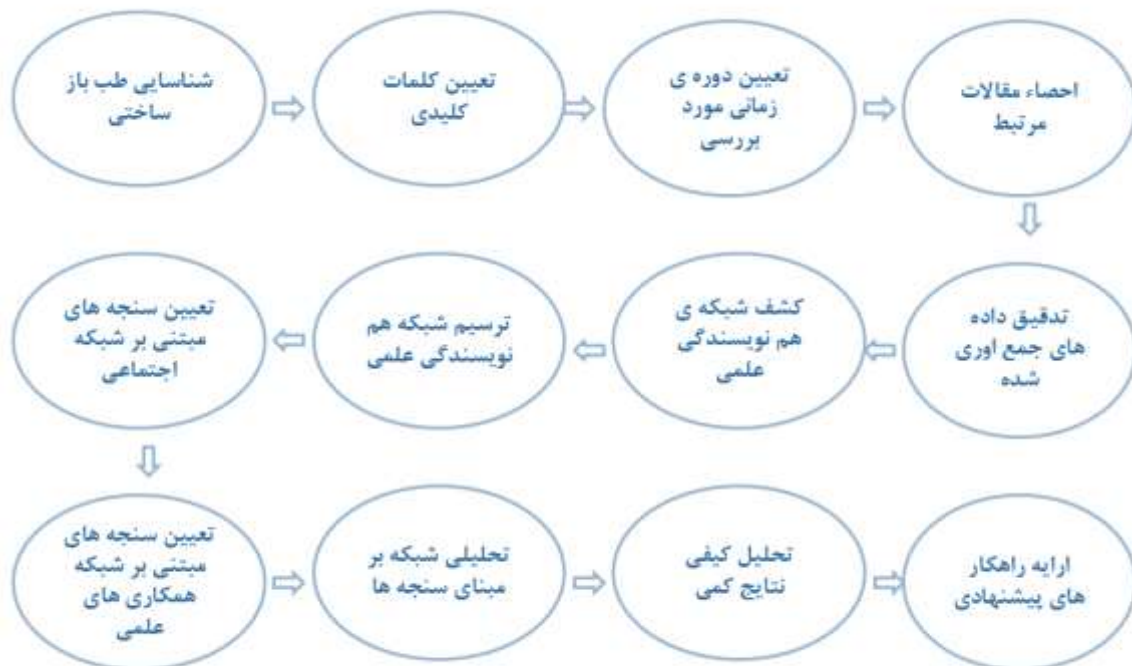 شناسایی طب باز
ساختی
تعیین کلمات
کلیدی
تعیین دوره ی
زمانی مورد
بررسی
احصاء مقالات
مرتبط
تدقیق داده
های جمع اوری
شده
کشف شبکه ی
هم نویسندگی
علمی
ترسیم شبکه هم
نویسندگی علمی
تعیین سنجه های
مبتنی بر شبکه
اجتماعی
تعیین سنجه های
مبتنی بر شبکه
همکاری های
علمی
تحلیلی شبکه بر
مبنای سنجه ها
تحلیل کیفی
نتایج کمی
ارایه راهکار
های پیشنهادی